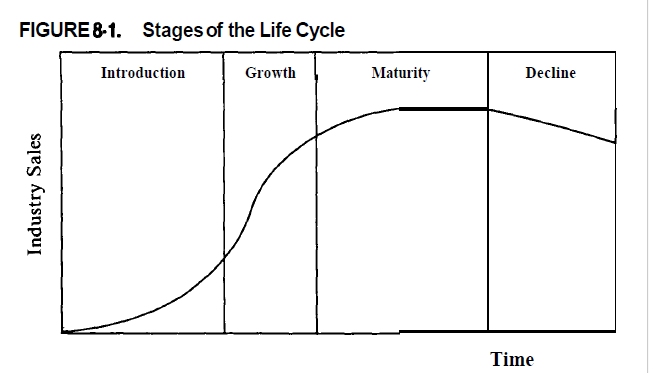 FIGURE 8-1. Stages of the Life Cycle
Introduction Growth Maturity Decline
Industry Sales
Time